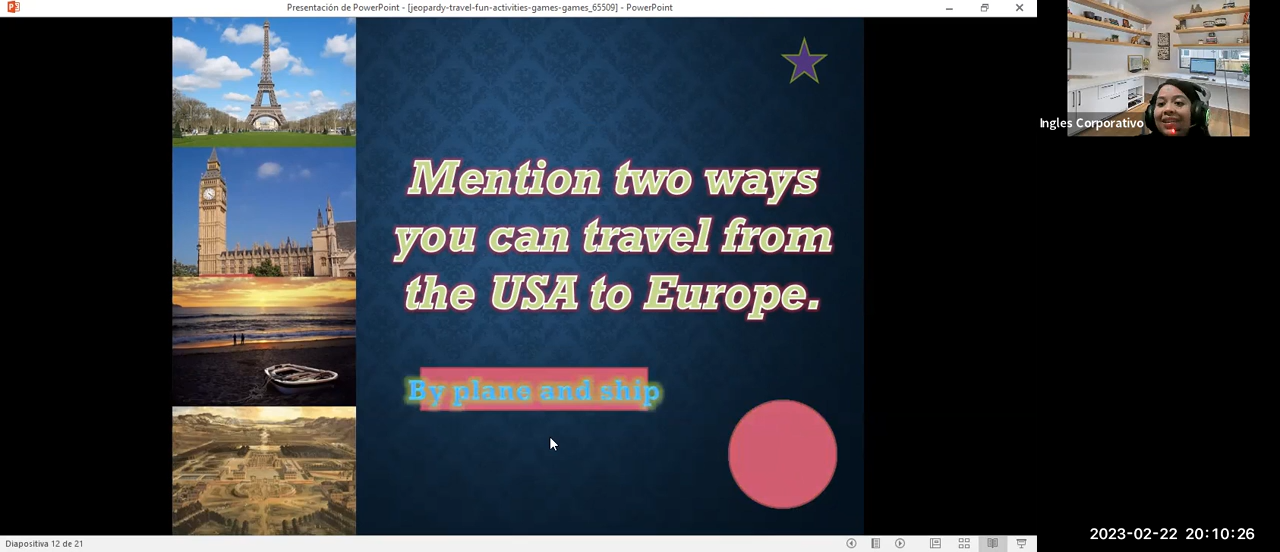 Presentación de PowerPoint - [jeopardy-travel-fun-activities-games-games_65509] - PowerPoint
Ingles Corporativo
Mention two ways
you can travel from
the USA to Europe.
By plane and ship
Diapositiva 12 de 21
2023-02-22 20:10:26